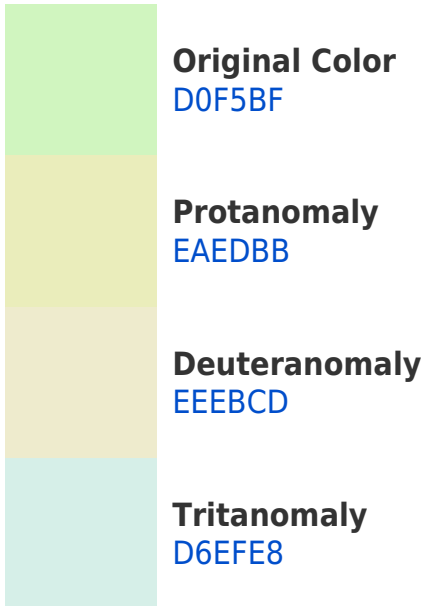 Original Color
D0F5BF
Protanomaly
EAEDBB
Deuteranomaly
EEEBCD
Tritanomaly
D6EFE8